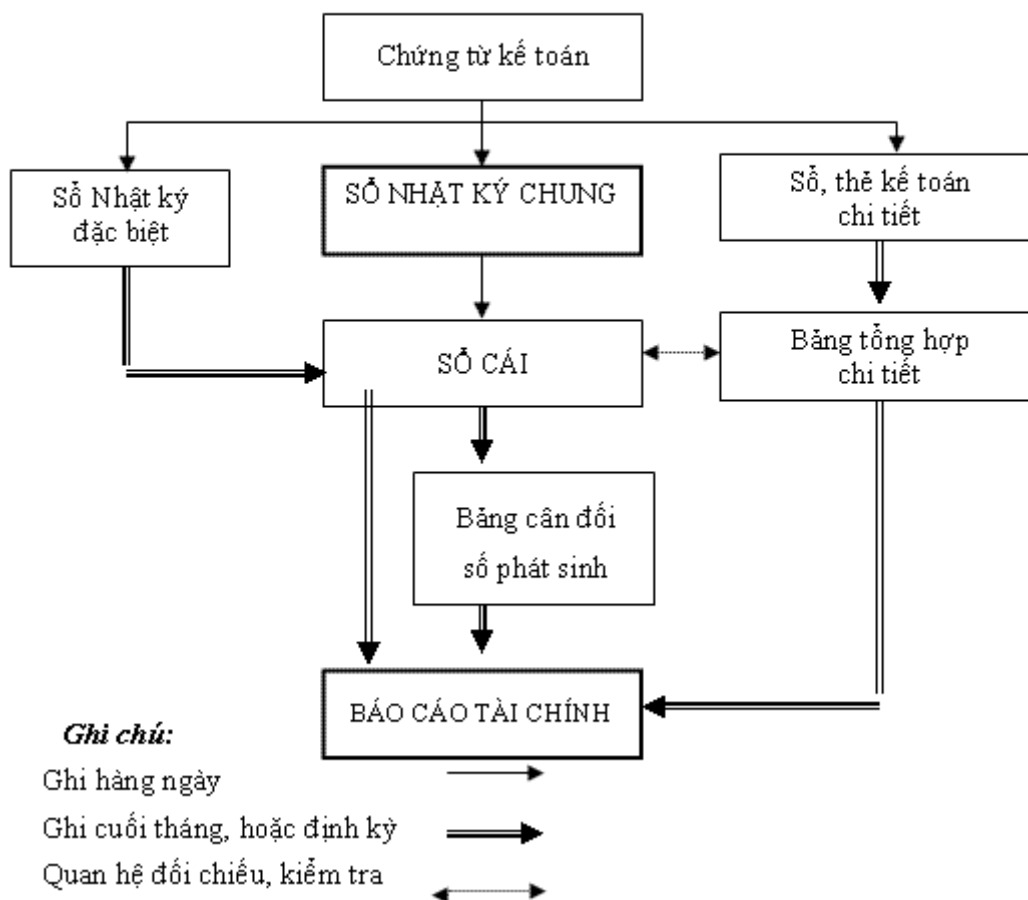 Chứng từ kế toán
Sổ Nhật ký
đặc biệt
SỔ NHẬT KÝ CHUNG
Sổ, thẻ kế toán
chi tiết
SỔ CÁI
Bảng tổng hợp
chi tiết
Bảng cân đối
số phát sinh
BÁO CÁO TÀI CHÍNH
Ghi chú:
Ghi hàng ngày
Ghi cuối tháng, hoặc định kỳ
Quan hệ đối chiếu, kiểm tra